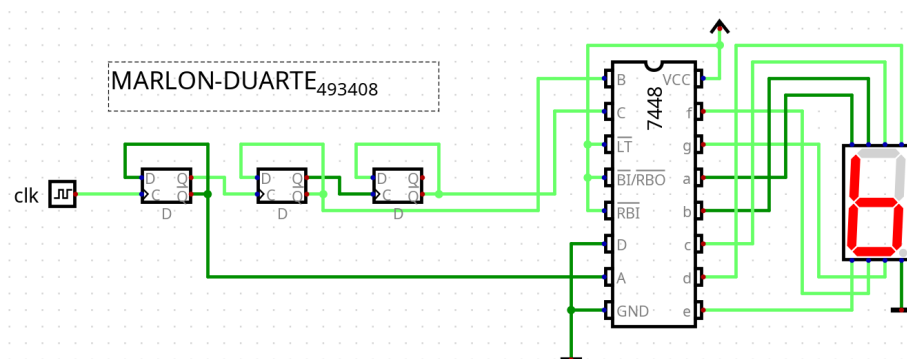 MARLON-DUARTE493408
clk
D Q
C Q
D
D Q
C Q
D
D Q
C Q
D
7448
B VCC
C f
LT g
BI/RBO a
RBI b
D c
A d
GND e